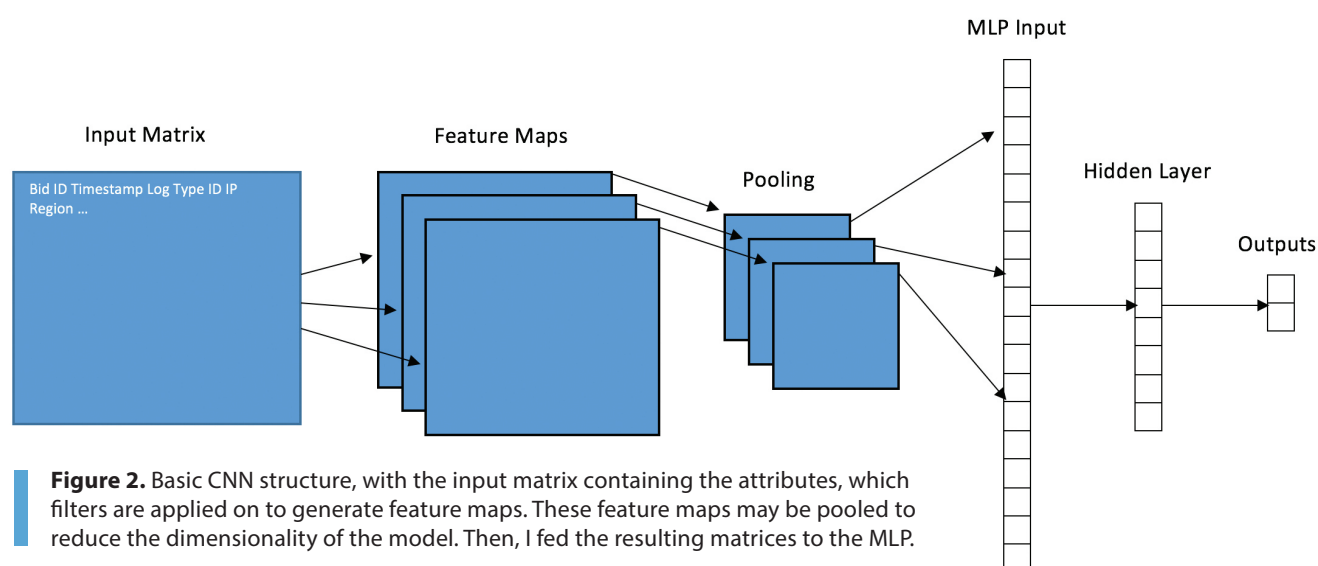 MLP Input
Input Matrix
Feature Maps
Pooling
Hidden Layer
Outputs
Bid ID Timestamp Log Type ID IP
Region ...
Figure 2. Basic CNN structure, with the input matrix containing the attributes, which
filters are applied on to generate feature maps. These feature maps may be pooled to
reduce the dimensionality of the model. Then, I fed the resulting matrices to the MLP.